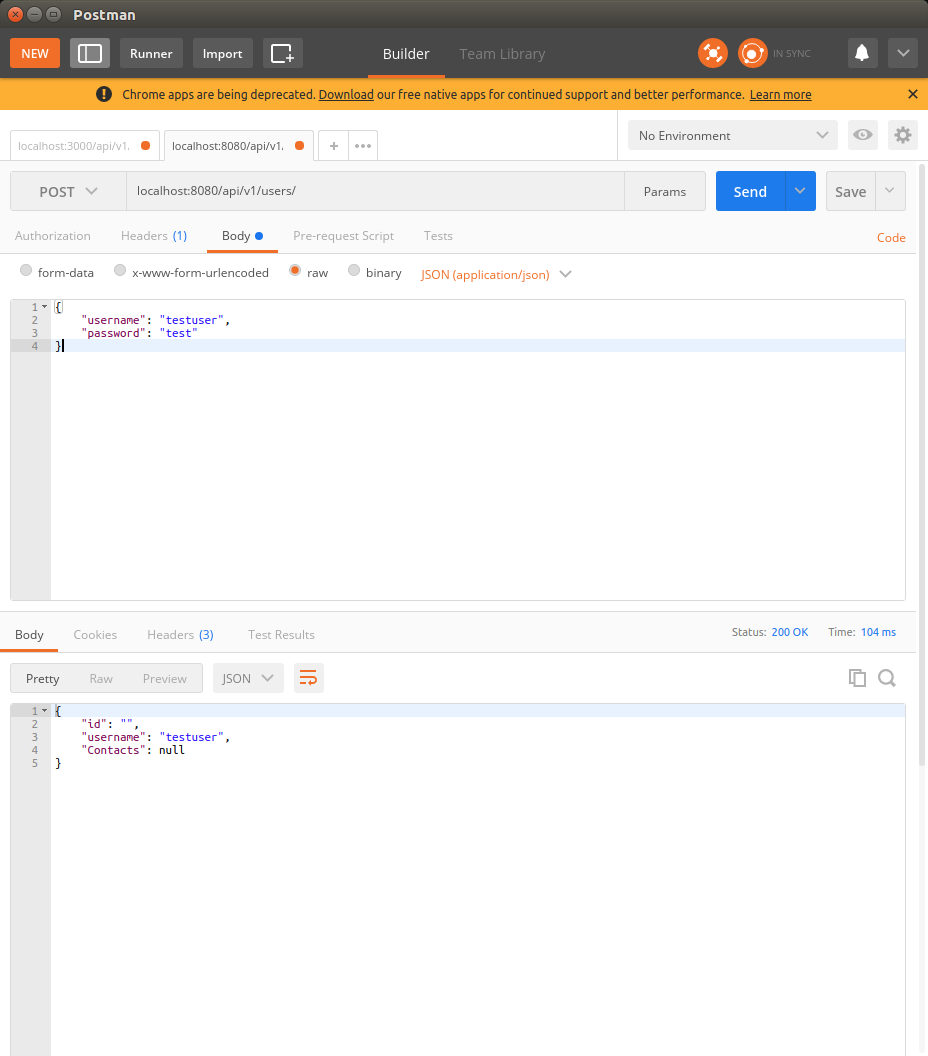 Postman
NEW Runner Import Builder Team Library IN SYNC
Chrome apps are being deprecated. Download our free native apps for continued support and better performance. Learn more
localhost:3000/api/v1. localhost:8080/api/v1. + ••• No Environment
POST localhost:8080/api/v1/users/ Params Send Save
Authorization Headers (1) Body Pre-request Script Tests Code
form-data x-www-form-urlencoded raw binary JSON (application/json)
1 {
2 "username": "testuser",
3 "password": "test"
4 }
Body Cookies Headers (3) Test Results Status: 200 OK Time: 104 ms
Pretty Raw Preview JSON
1 {
2 "id": "",
3 "username": "testuser",
4 "Contacts": null
5 }